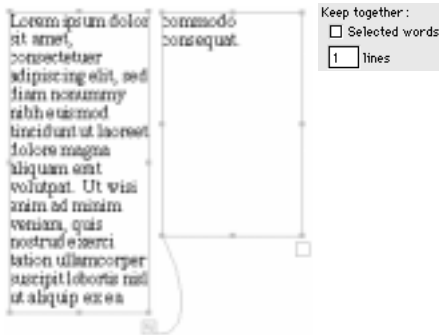 Lorem ipsum dolor
sit amet,
consectetuer
adipiscing elit, sed
diam nonummy
nibh euismod
tincidunt ut laoreet
dolore magna
aliquam erat
volutpat. Ut wisi
enim ad minim
veniam, quis
nostrud exerci
tation ullamcorper
suscipit lobortis nisl
ut aliquip ex ea
commodo
consequat.
Keep together :
Selected words
1 lines